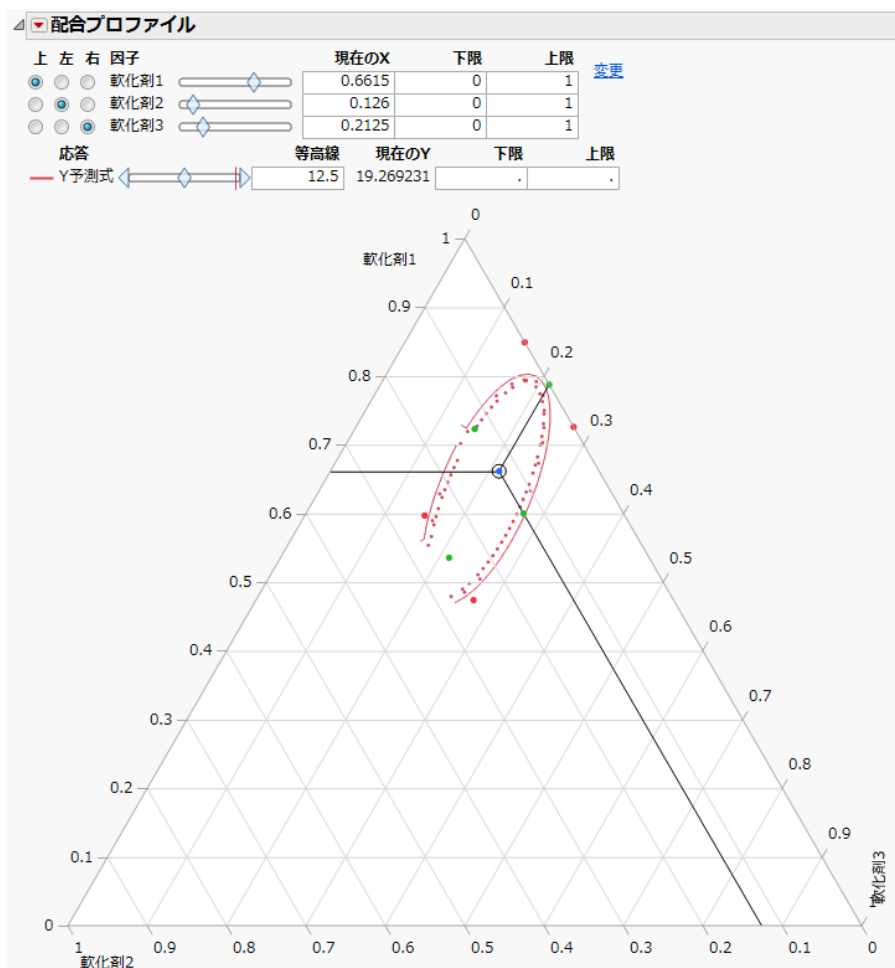 配合プロファイル
上 左 右 因子 現在のX 下限 上限
軟化剤1 0.6615 0 1 変更
軟化剤2 0.126 0 1
軟化剤3 0.2125 0 1
応答 等高線 現在のY 下限 上限
Y予測式 12.5 19.269231 . .
0
1
軟化剤1
0.1
0.9
0.2
0.8
0.3
0.7
0.4
0.6
0.5
0.5
0.6
0.4
0.7
0.3
0.8
0.2
0.9
0.1
軟化剤3
0
1 0.9 0.8 0.7 0.6 0.5 0.4 0.3 0.2 0.1 0
軟化剤2